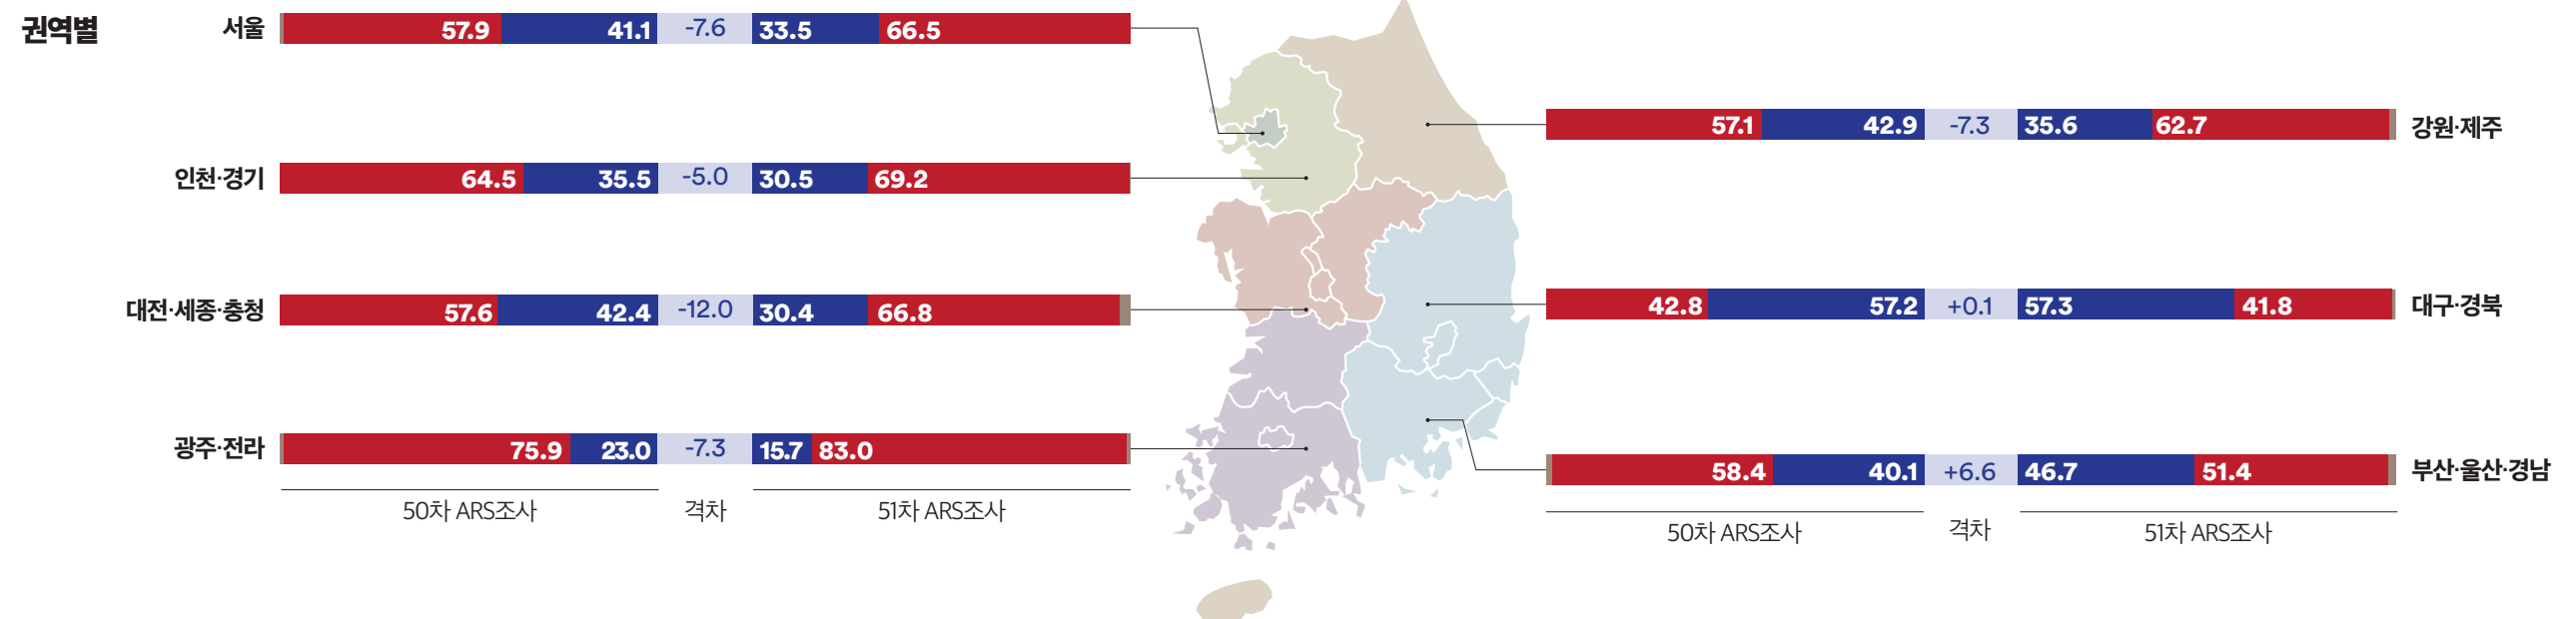 권역별
서울 57.9 41.1 -7.6 33.5 66.5
인천·경기 64.5 35.5 -5.0 30.5 69.2
대전·세종·충청 57.6 42.4 -12.0 30.4 66.8
광주·전라 75.9 23.0 -7.3 15.7 83.0
50차 ARS조사 격차 51차 ARS조사
57.1 42.9 -7.3 35.6 62.7 강원·제주
42.8 57.2 +0.1 57.3 41.8 대구·경북
58.4 40.1 +6.6 46.7 51.4 부산·울산·경남
50차 ARS조사 격차 51차 ARS조사